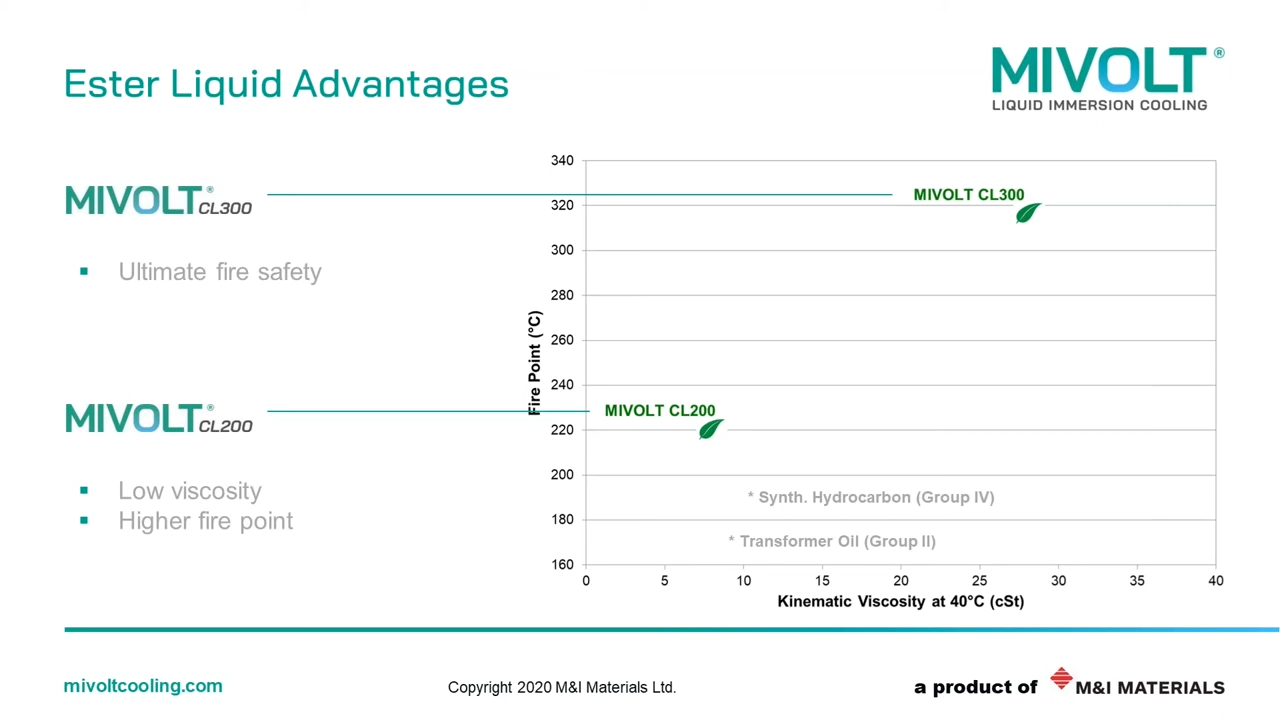 Ester Liquid Advantages
MIVOLT®
LIQUID IMMERSION COOLING
MIVOLT® CL300
▪ Ultimate fire safety
MIVOLT® CL200
▪ Low viscosity
▪ Higher fire point
Fire Point (°C)
340
320
300
280
260
240
220
200
180
160
MIVOLT CL300
MIVOLT CL200
* Synth. Hydrocarbon (Group IV)
* Transformer Oil (Group II)
0 5 10 15 20 25 30 35 40
Kinematic Viscosity at 40°C (cSt)
mivoltcooling.com
Copyright 2020 M&I Materials Ltd.
a product of M&I MATERIALS